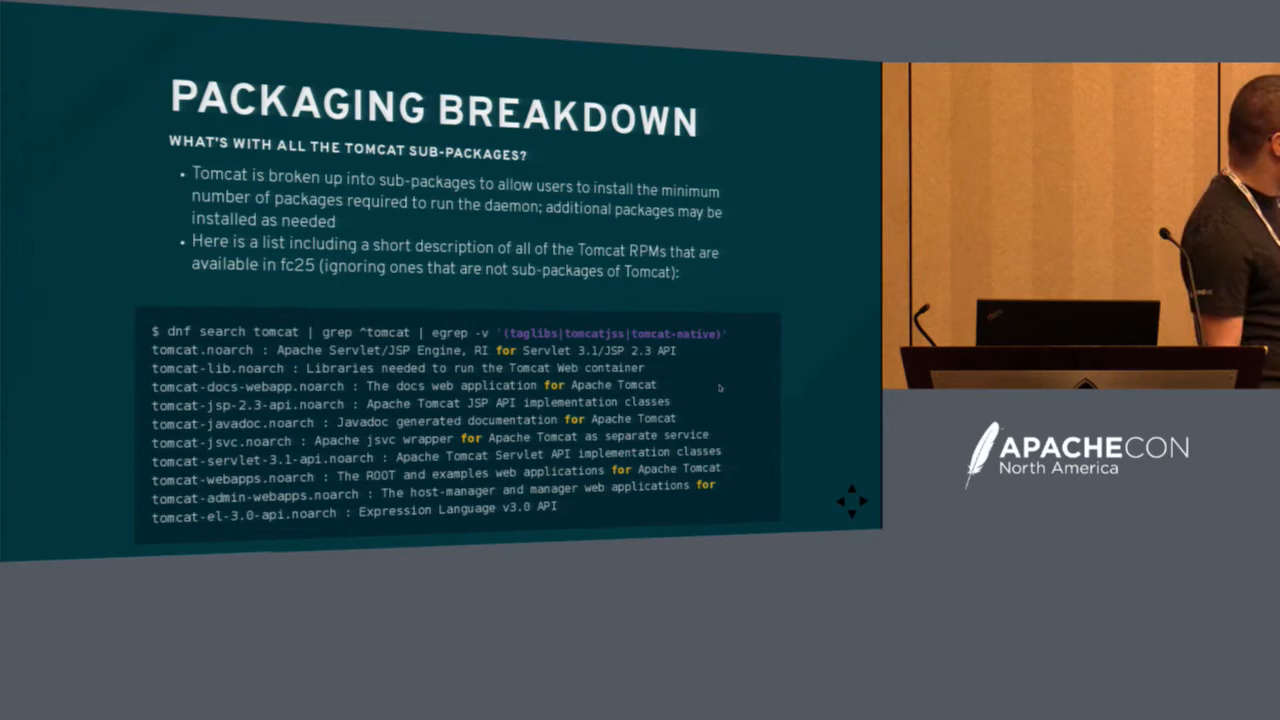 PACKAGING BREAKDOWN
WHAT'S WITH ALL THE TOMCAT SUB-PACKAGES?
• Tomcat is broken up into sub-packages to allow users to install the minimum
number of packages required to run the daemon; additional packages may be
installed as needed
• Here is a list including a short description of all of the Tomcat RPMs that are
available in fc25 (ignoring ones that are not sub-packages of Tomcat):
$ dnf search tomcat | grep ^tomcat | egrep -v '(taglibs|tomcatjss|tomcat-native)'
tomcat.noarch : Apache Servlet/JSP Engine, RI for Servlet 3.1/JSP 2.3 API
tomcat-lib.noarch : Libraries needed to run the Tomcat Web container
tomcat-docs-webapp.noarch : The docs web application for Apache Tomcat
tomcat-jsp-2.3-api.noarch : Apache Tomcat JSP API implementation classes
tomcat-javadoc.noarch : Javadoc generated documentation for Apache Tomcat
tomcat-jsvc.noarch : Apache jsvc wrapper for Apache Tomcat as separate service
tomcat-servlet-3.1-api.noarch : Apache Tomcat Servlet API implementation classes
tomcat-webapps.noarch : The ROOT and examples web applications for Apache Tomcat
tomcat-admin-webapps.noarch : The host-manager and manager web applications for
tomcat-el-3.0-api.noarch : Expression Language v3.0 API
APACHECON
North America